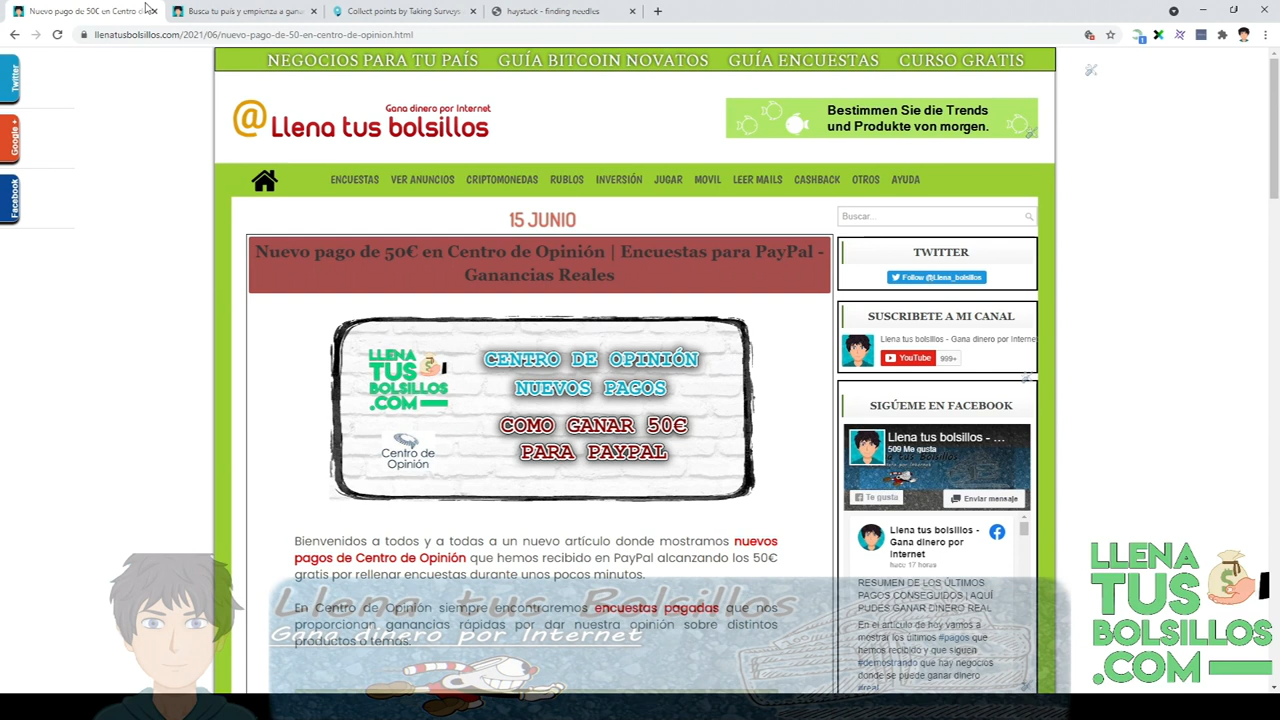 Nuevo pago de 50€ en Centro d
Busca tu país y empienza a gana
Collect points by Taking Surveys
haystack - finding needles
llenatusbolsillos.com/2021/06/nuevo-pago-de-50-en-centro-de-opinion.html
Twitter
Google +
Facebook
NEGOCIOS PARA TU PAÍS GUÍA BITCOIN NOVATOS GUÍA ENCUESTAS CURSO GRATIS
Gana dinero por Internet
@Llena tus bolsillos
Bestimmen Sie die Trends
und Produkte von morgen.
ENCUESTAS VER ANUNCIOS CRIPTOMONEDAS RUBLOS INVERSIÓN JUGAR MOVIL LEER MAILS CASHBACK OTROS AYUDA
15 JUNIO
Nuevo pago de 50€ en Centro de Opinión | Encuestas para PayPal -
Ganancias Reales
LLENA
TUS
BOLSILLOS
.COM
Centro de
Opinión
CENTRO DE OPINIÓN
NUEVOS PAGOS
COMO GANAR 50€
PARA PAYPAL
Bienvenidos a todos y a todas a un nuevo artículo donde mostramos nuevos
pagos de Centro de Opinión que hemos recibido en PayPal alcanzando los 50€
gratis por rellenar encuestas durante unos pocos minutos.
En Centro de Opinión siempre encontraremos encuestas pagadas que nos
proporcionan ganancias rápidas por dar nuestra opinión sobre distintos
productos o temas.
Buscar...
TWITTER
Follow @Llena_bolsillos
SUSCRIBETE A MI CANAL
Llena tus bolsillos - Gana dinero por Interne
YouTube 999+
SIGÚEME EN FACEBOOK
Llena tus bolsillos - ...
509 Me gusta
Te gusta
Enviar mensaje
Llena tus bolsillos -
Gana dinero por
Internet
hace 17 horas
RESUMEN DE LOS ÚLTIMOS
PAGOS CONSEGUIDOS | AQUÍ
PUDES GANAR DINERO REAL
En el artículo de hoy vamos a
mostrar los últimos #pagos que
hemos recibido y que siguen
#demostrando que hay negocios
donde se puede ganar dinero
#real
Llena tus Bolsillos
Gana dinero por Internet
LLENA
TUS
BOLSILLOS
.COM